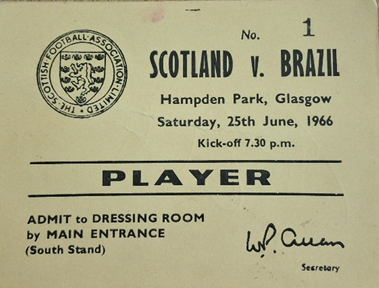 No. 1
THE SCOTTISH FOOTBALL ASSOCIATION LIMITED
SCOTLAND v. BRAZIL
Hampden Park, Glasgow
Saturday, 25th June, 1966
Kick-off 7.30 p.m.
PLAYER
ADMIT to DRESSING ROOM
by MAIN ENTRANCE
(South Stand)
W.P. Allan
Secretary